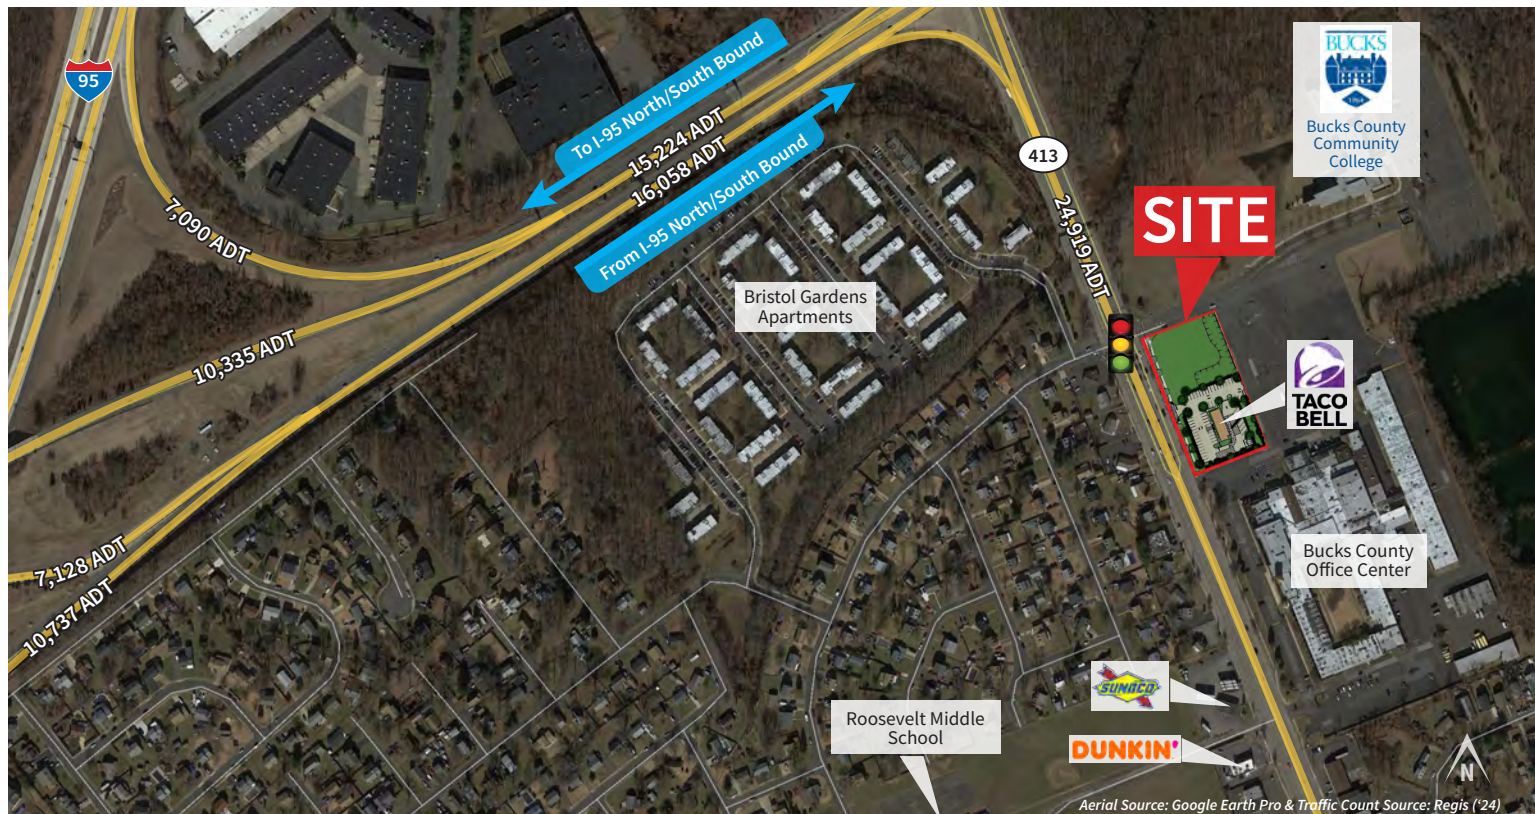 95
To I-95 North/South Bound
15,224 ADT
16,058 ADT
From I-95 North/South Bound
7,090 ADT
10,335 ADT
7,128 ADT
10,737 ADT
413
24,919 ADT
BUCKS
1964
Bucks County
Community
College
SITE
Bristol Gardens
Apartments
TACO
BELL
Bucks County
Office Center
SUNOCO
Roosevelt Middle
School
DUNKIN'
N
Aerial Source: Google Earth Pro & Traffic Count Source: Regis (‘24)